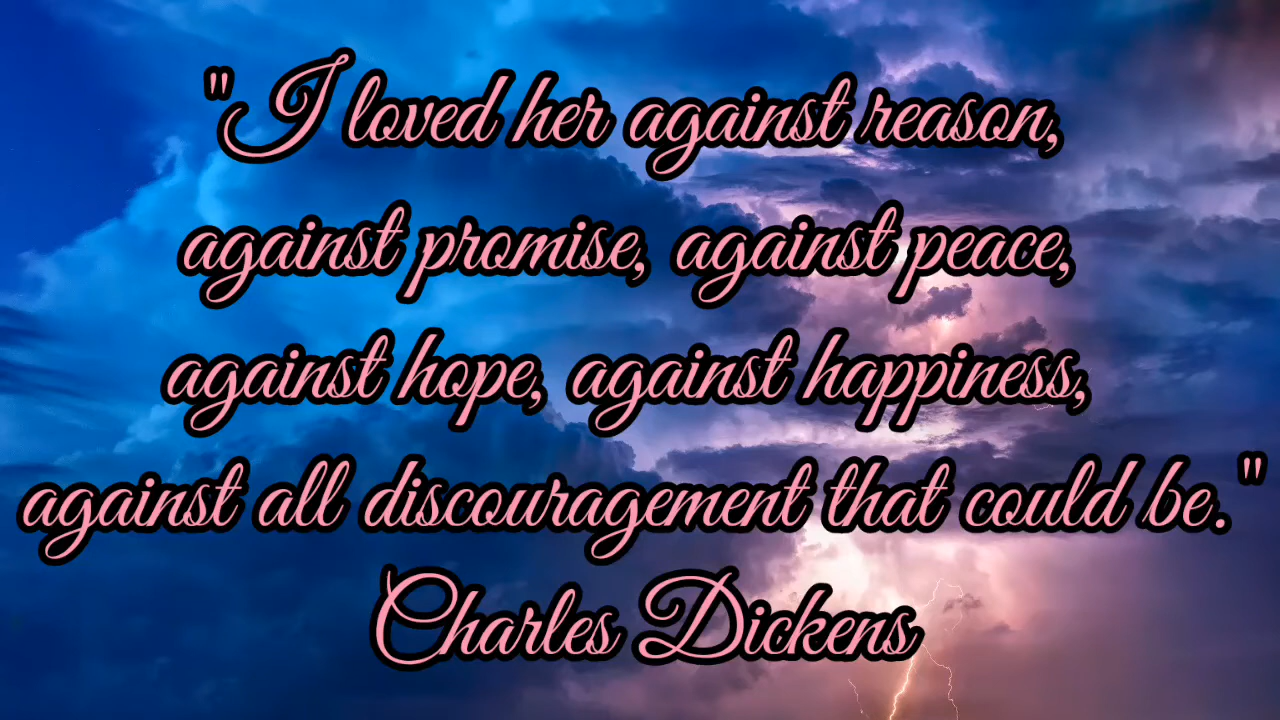 "I loved her against reason,
against promise, against peace,
against hope, against happiness,
against all discouragement that could be."
Charles Dickens